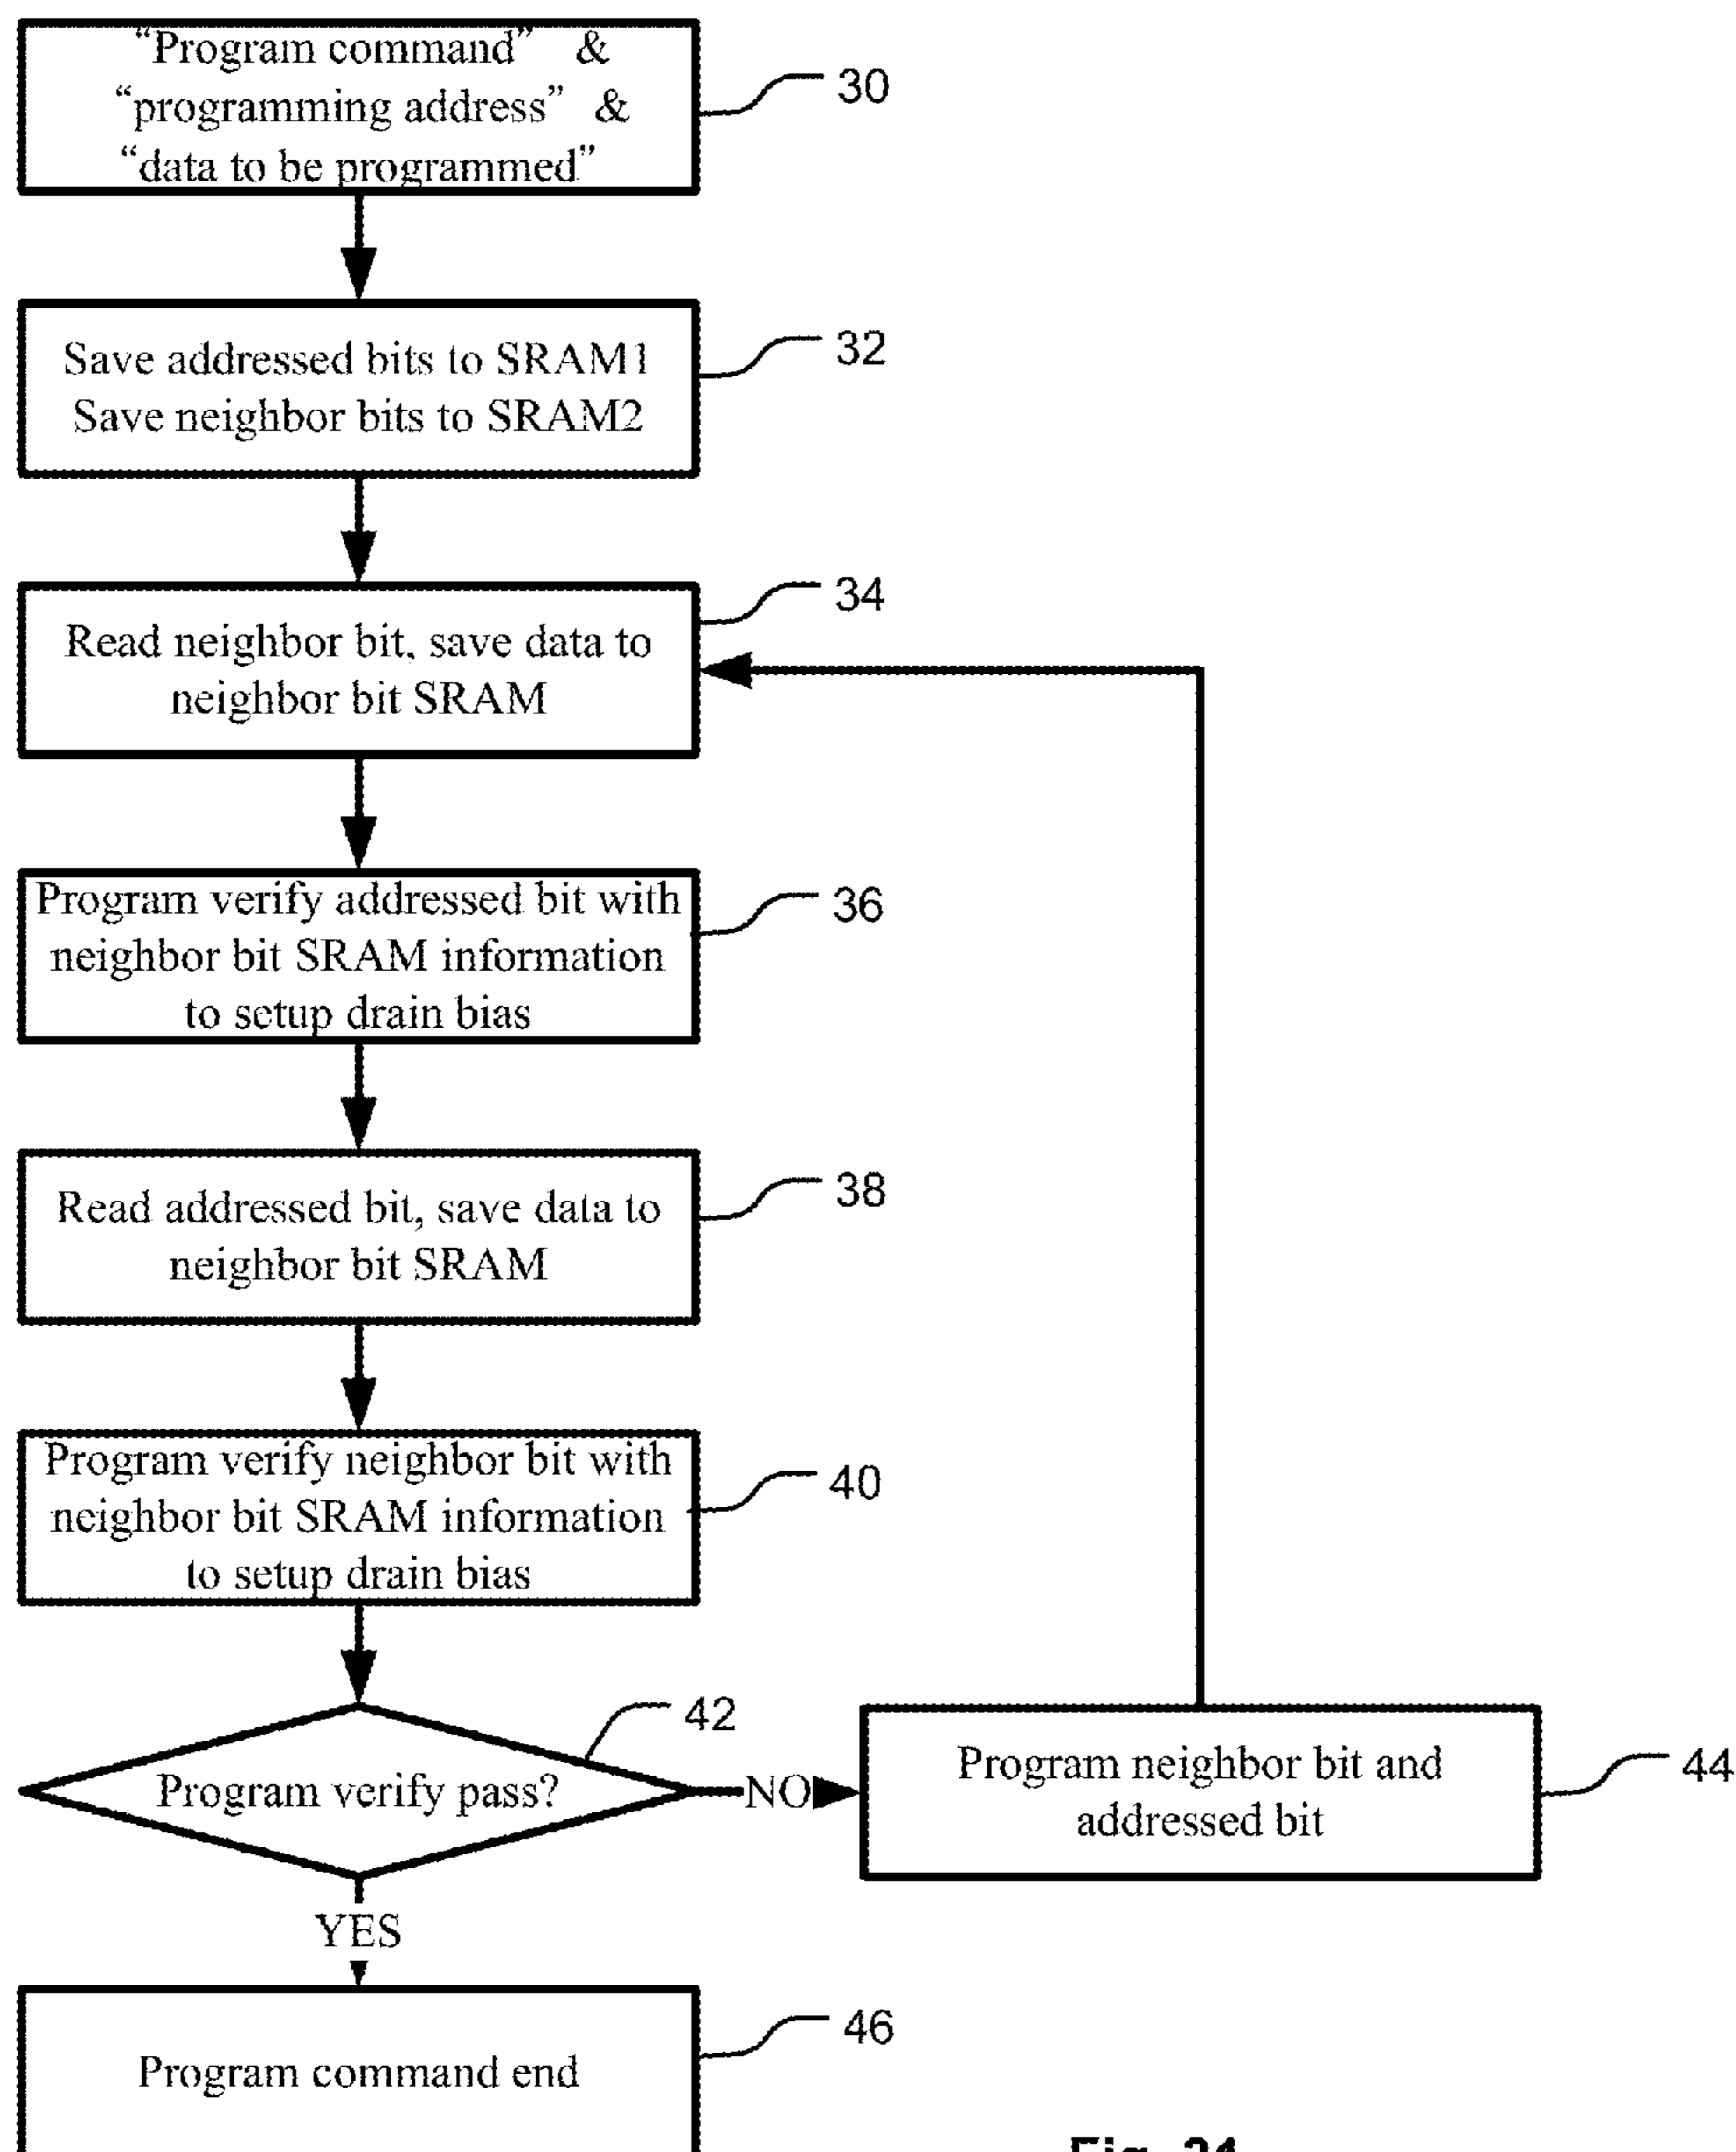 “Program command” &
“programming address” &
“data to be programmed”
30
Save addressed bits to SRAM1
Save neighbor bits to SRAM2
32
Read neighbor bit, save data to
neighbor bit SRAM
34
Program verify addressed bit with
neighbor bit SRAM information
to setup drain bias
36
Read addressed bit, save data to
neighbor bit SRAM
38
Program verify neighbor bit with
neighbor bit SRAM information
to setup drain bias
40
Program verify pass?
42
NO
Program neighbor bit and
addressed bit
44
YES
Program command end
46
Fig.